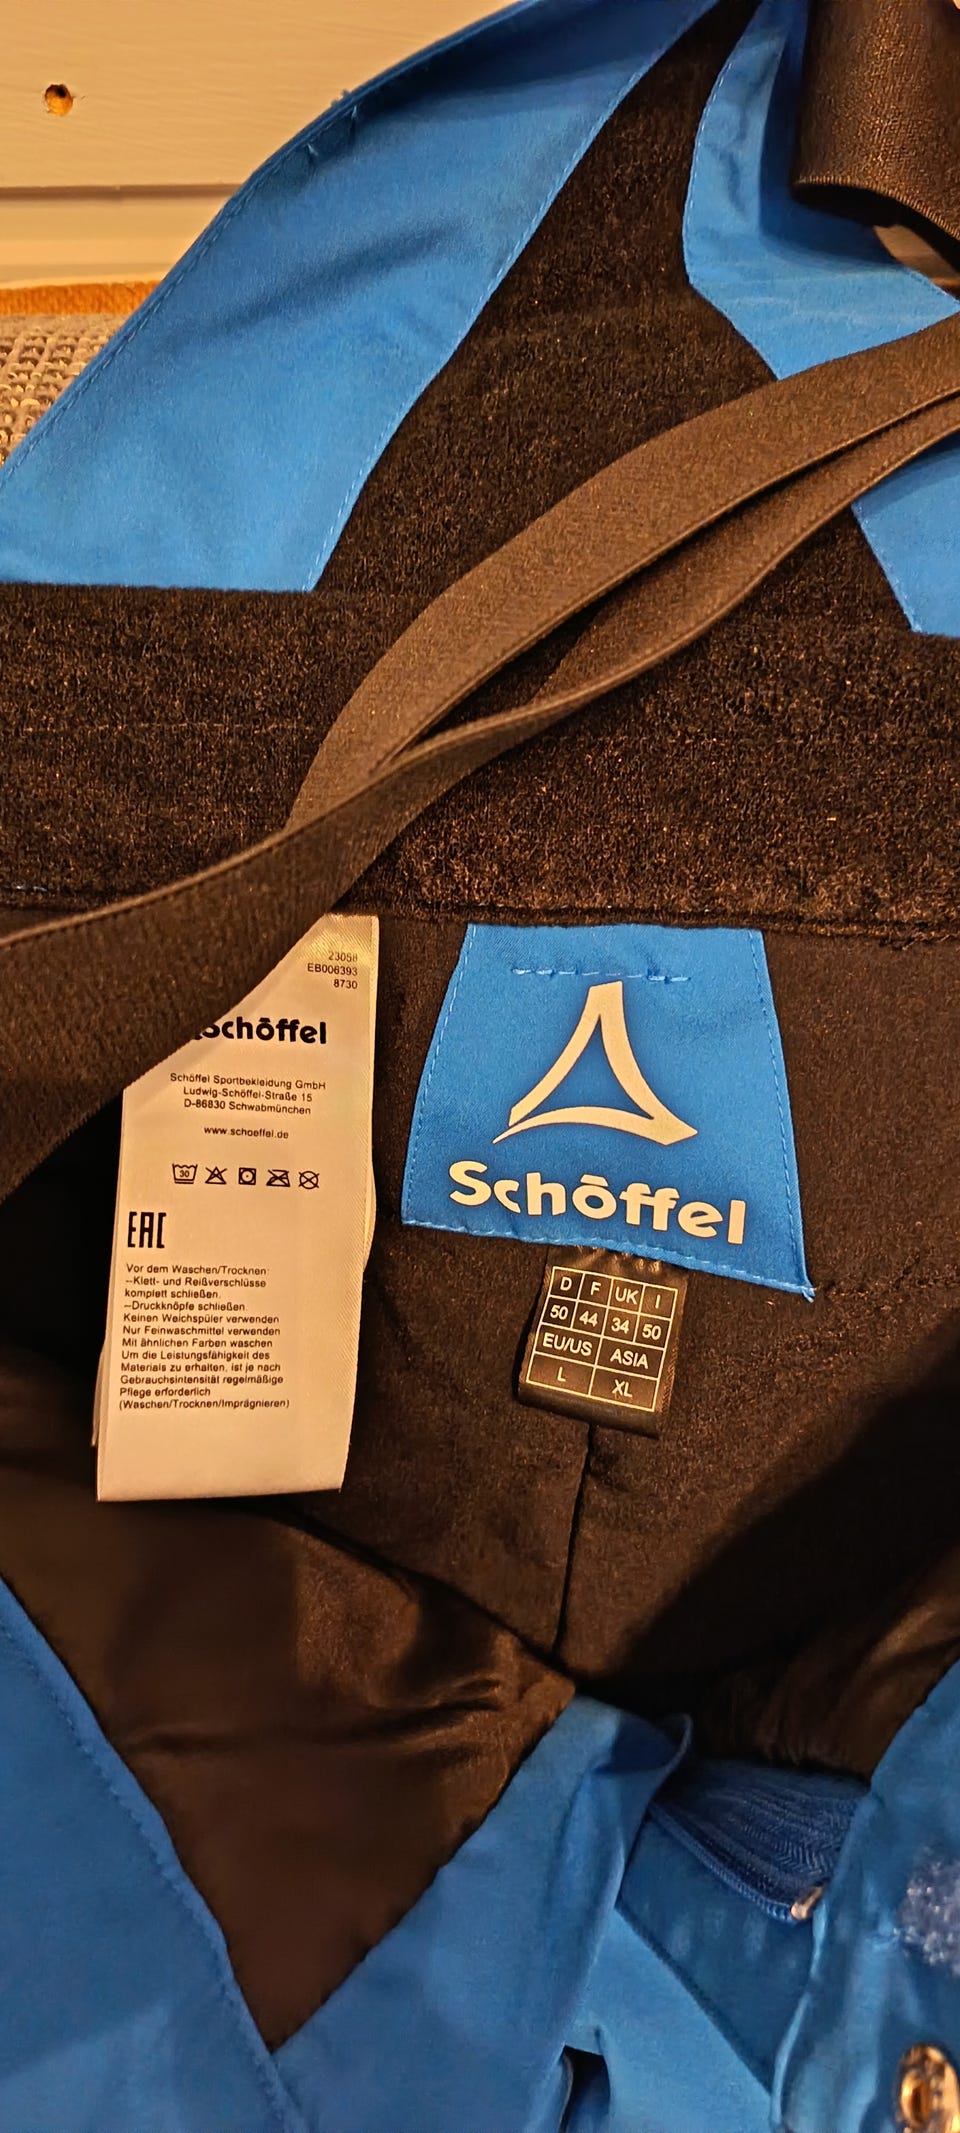 23058
EB006393
8730
Schöffel
Schöffel Sportbekleidung GmbH
Ludwig-Schöffel-Straße 15
D-86830 Schwabmünchen
www.schoeffel.de
30
EAC
Vor dem Waschen/Trocknen:
–Klett- und Reißverschlüsse
komplett schließen.
–Druckknöpfe schließen.
Keinen Weichspüler verwenden
Nur Feinwaschmittel verwenden
Mit ähnlichen Farben waschen
Um die Leistungsfähigkeit des
Materials zu erhalten, ist je nach
Gebrauchsintensität regelmäßige
Pflege erforderlich
(Waschen/Trocknen/Imprägnieren)
Schöffel
D F UK I
50 44 34 50
EU/US ASIA
L XL